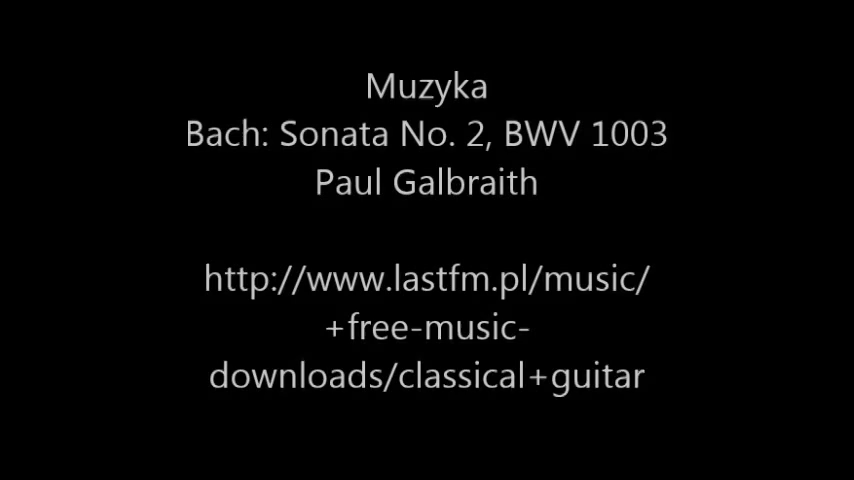 Muzyka
Bach: Sonata No. 2, BWV 1003
Paul Galbraith
http://www.lastfm.pl/music/
+free-music-
downloads/classical+guitar